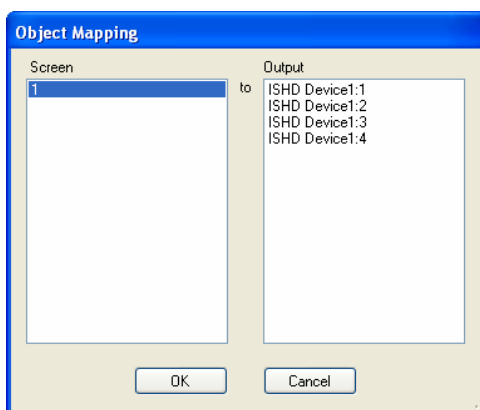 Object Mapping
Screen
to
Output
1
ISHD Device1:1
ISHD Device1:2
ISHD Device1:3
ISHD Device1:4
OK
Cancel